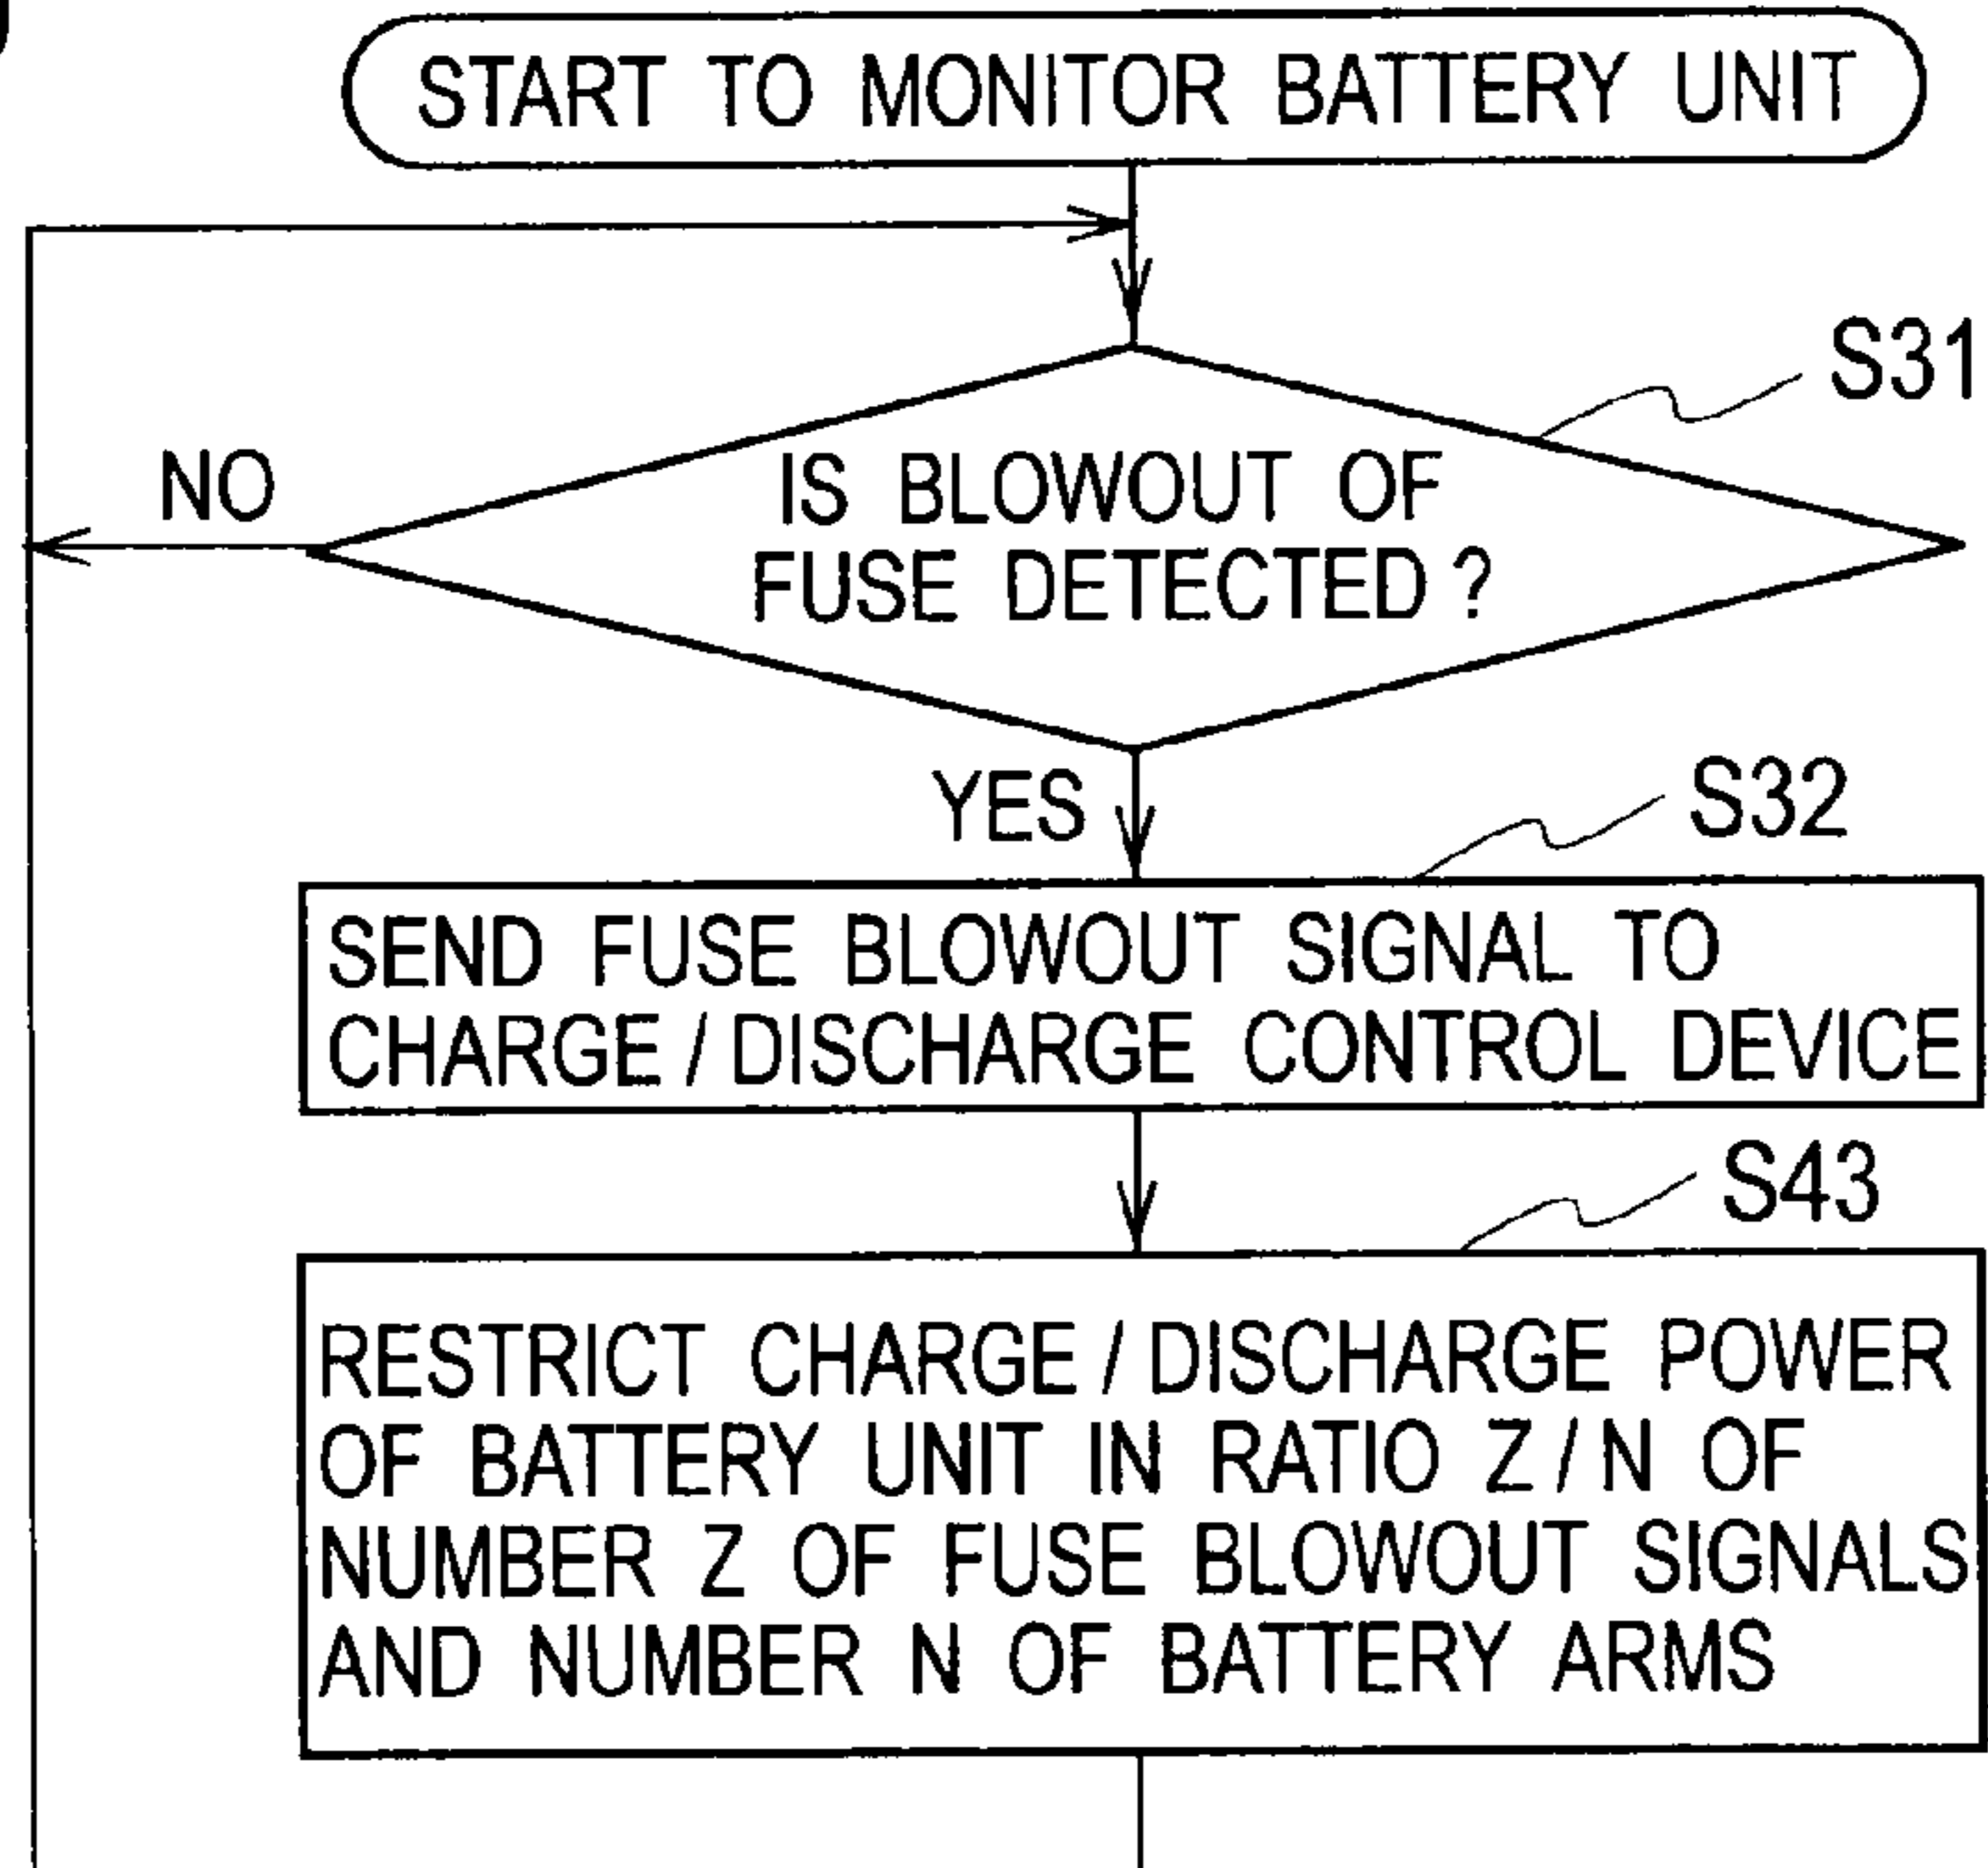 START TO MONITOR BATTERY UNIT
S31
NO
IS BLOWOUT OF
FUSE DETECTED?
YES
S32
SEND FUSE BLOWOUT SIGNAL TO
CHARGE/DISCHARGE CONTROL DEVICE
S43
RESTRICT CHARGE/DISCHARGE POWER
OF BATTERY UNIT IN RATIO Z/N OF
NUMBER Z OF FUSE BLOWOUT SIGNALS
AND NUMBER N OF BATTERY ARMS